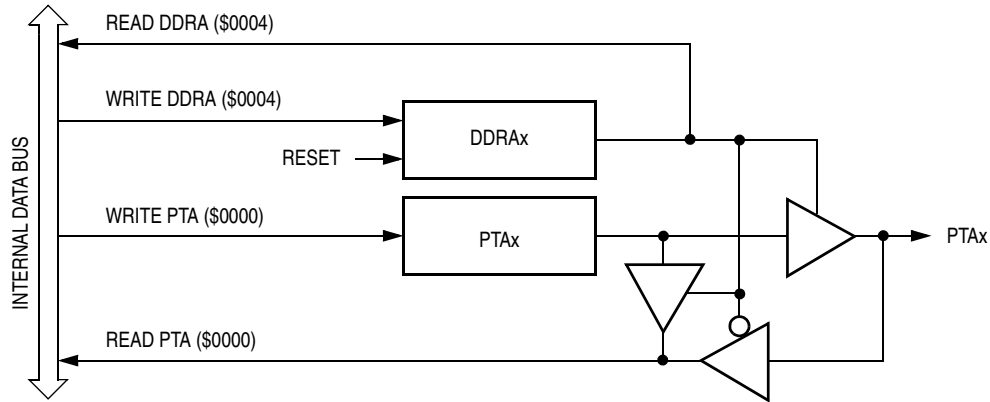 READ DDRA ($0004)
WRITE DDRA ($0004)
DDRAx
RESET
WRITE PTA ($0000)
PTAx
PTAx
READ PTA ($0000)
INTERNAL DATA BUS